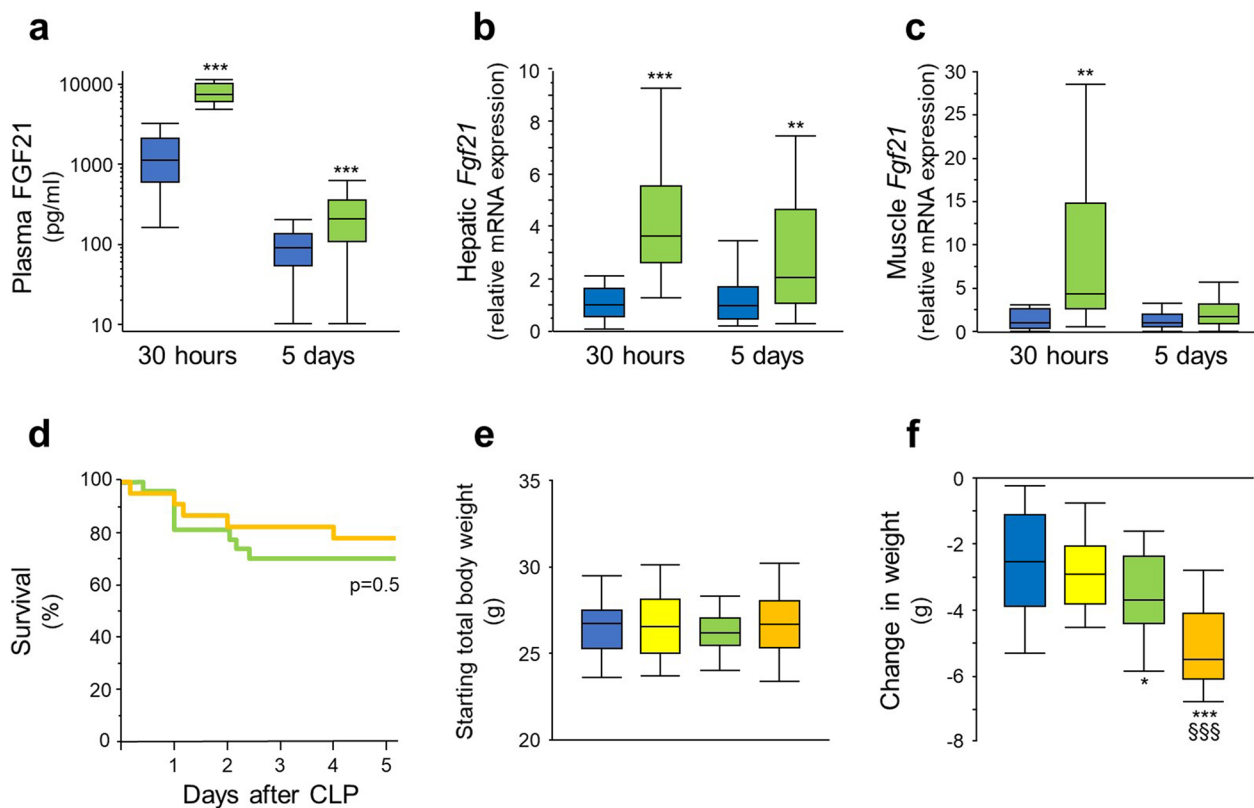 a
Plasma FGF21
(pg/ml)
10000
1000
100
10
***
***
30 hours
5 days
b
Hepatic Fgf21
(relative mRNA expression)
10
8
6
4
2
0
***
**
30 hours
5 days
c
Muscle Fgf21
(relative mRNA expression)
30
25
20
15
10
5
0
**
30 hours
5 days
d
Survival
(%)
100
80
60
40
20
0
p=0.5
1
2
3
4
5
Days after CLP
e
Starting total body weight
(g)
35
30
25
20
f
Change in weight
(g)
0
-2
-4
-6
-8
*
***
§§§